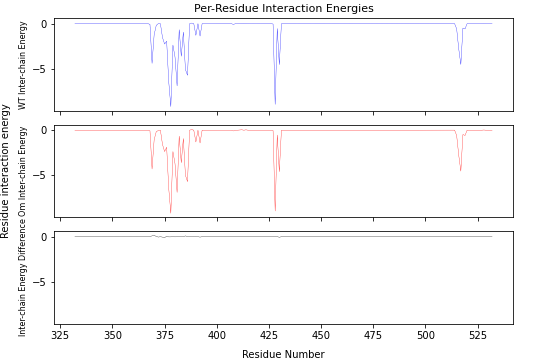 Per-Residue Interaction Energies
Residue interaction energy
WT Inter-chain Energy
0
−5
Om Inter-chain Energy
0
−5
Inter-chain Energy Difference
0
−5
325
350
375
400
425
450
475
500
525
Residue Number